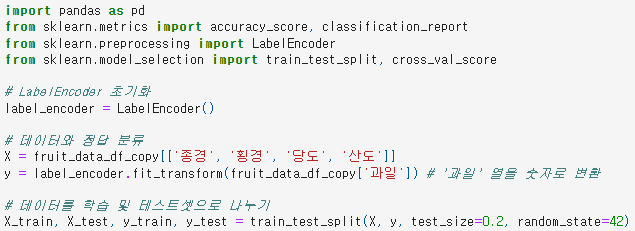 import pandas as pd
from sklearn.metrics import accuracy_score, classification_report
from sklearn.preprocessing import LabelEncoder
from sklearn.model_selection import train_test_split, cross_val_score
# LabelEncoder 초기화
label_encoder = LabelEncoder()
# 데이터와 정답 분류
X = fruit_data_df_copy[['종경', '횡경', '당도', '산도']]
y = label_encoder.fit_transform(fruit_data_df_copy['과일']) # '과일' 열을 숫자로 변환
# 데이터를 학습 및 테스트셋으로 나누기
X_train, X_test, y_train, y_test = train_test_split(X, y, test_size=0.2, random_state=42)